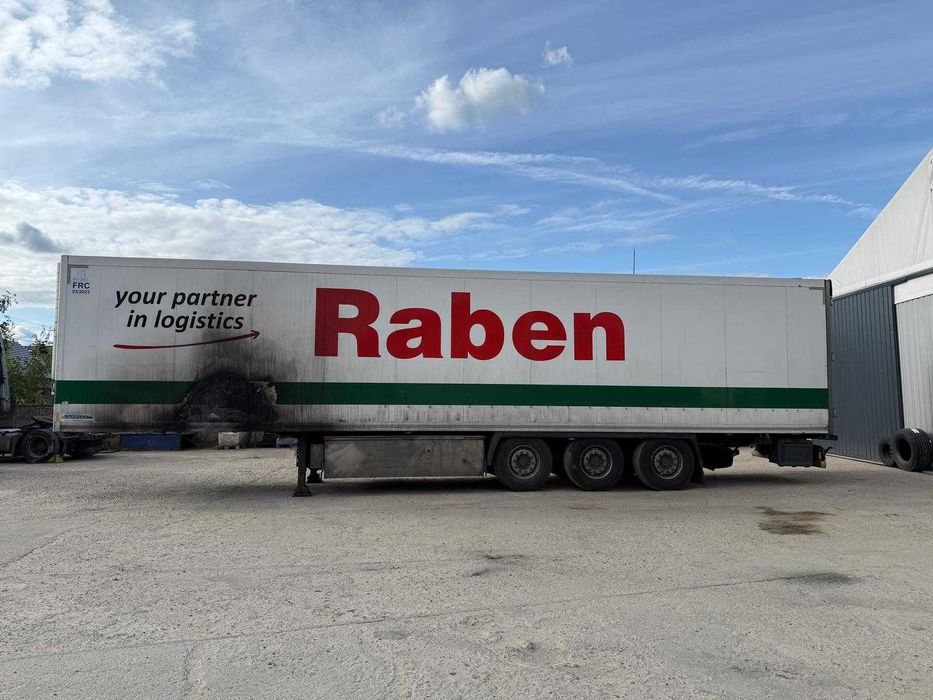 FRC
03/2023
your partner
in logistics
Raben